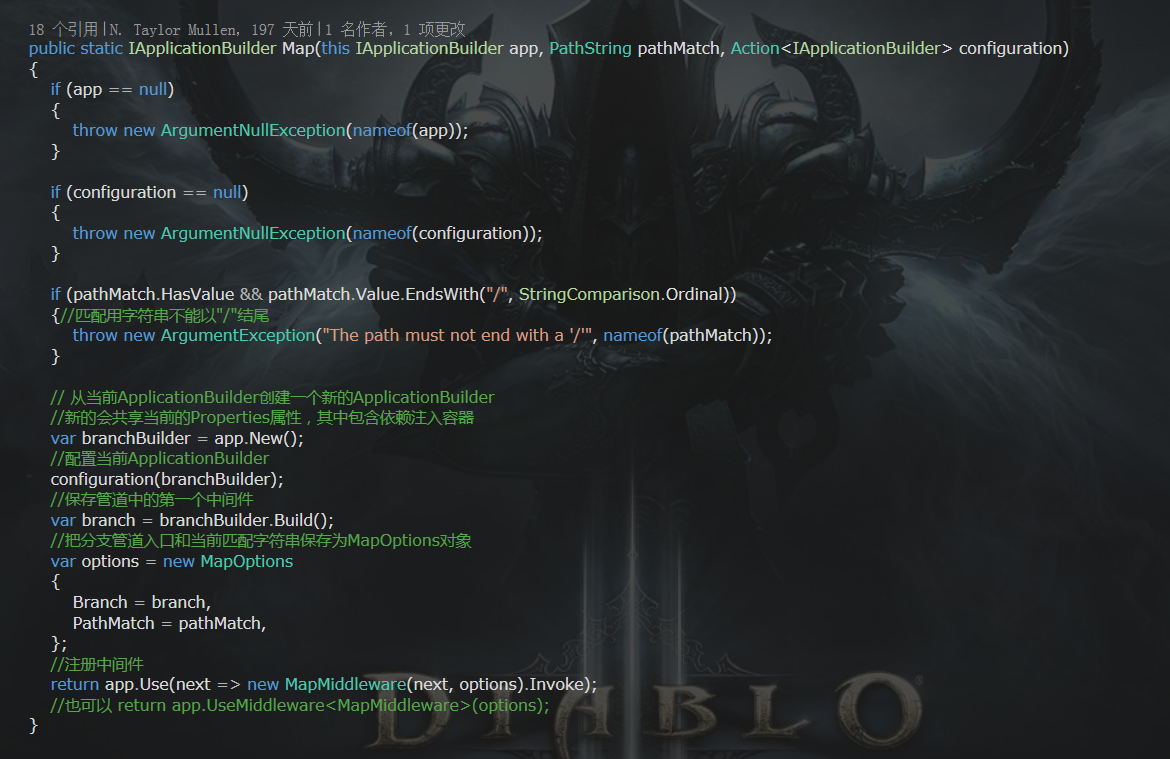 18 个引用|N. Taylor Mullen, 197 天前|1 名作者, 1 项更改
public static IApplicationBuilder Map(this IApplicationBuilder app, PathString pathMatch, Action<IApplicationBuilder> configuration)
{
if (app == null)
{
throw new ArgumentNullException(nameof(app));
}
if (configuration == null)
{
throw new ArgumentNullException(nameof(configuration));
}
if (pathMatch.HasValue && pathMatch.Value.EndsWith("/", StringComparison.Ordinal))
{//匹配用字符串不能以"/"结尾
throw new ArgumentException("The path must not end with a '/'", nameof(pathMatch));
}
// 从当前ApplicationBuilder创建一个新的ApplicationBuilder
//新的会共享当前的Properties属性，其中包含依赖注入容器
var branchBuilder = app.New();
//配置当前ApplicationBuilder
configuration(branchBuilder);
//保存管道中的第一个中间件
var branch = branchBuilder.Build();
//把分支管道入口和当前匹配字符串保存为MapOptions对象
var options = new MapOptions
{
Branch = branch,
PathMatch = pathMatch,
};
//注册中间件
return app.Use(next => new MapMiddleware(next, options).Invoke);
//也可以 return app.UseMiddleware<MapMiddleware>(options);
}
DIABLO®